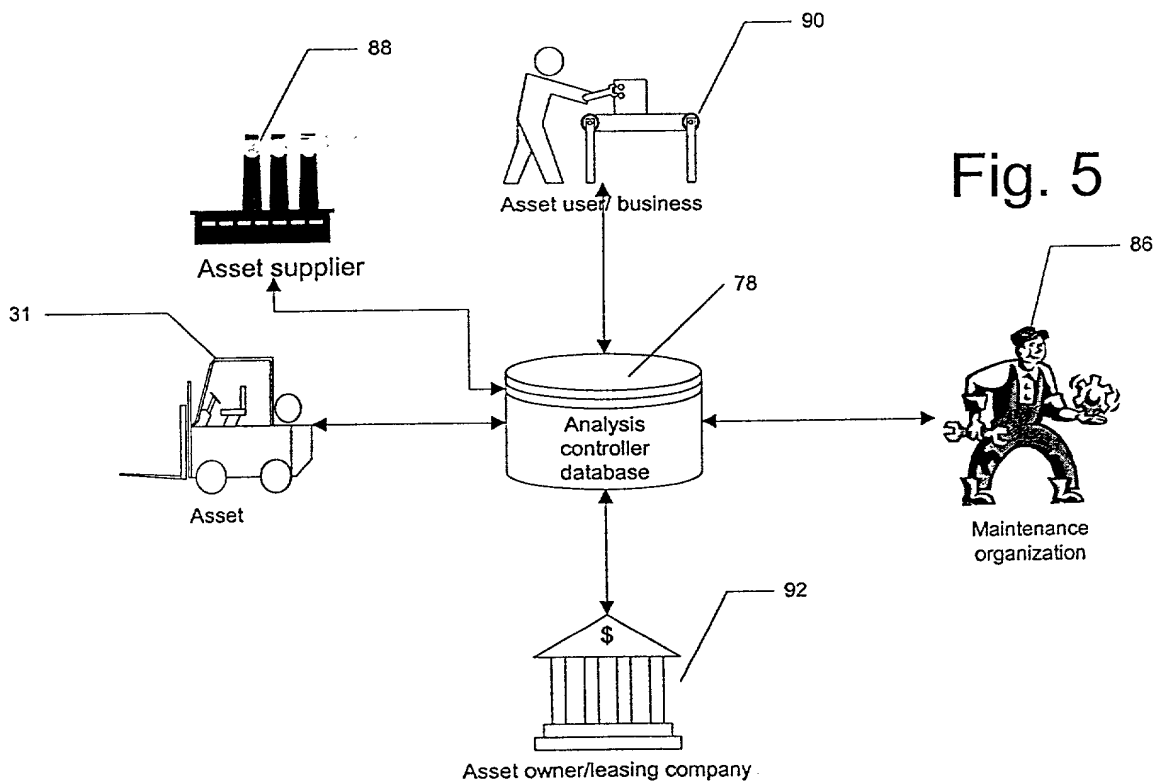 90
88
Fig. 5
Asset user/ business
86
Asset supplier
78
31
Analysis
controller
database
Asset
Maintenance
organization
92
$
Asset owner/leasing company